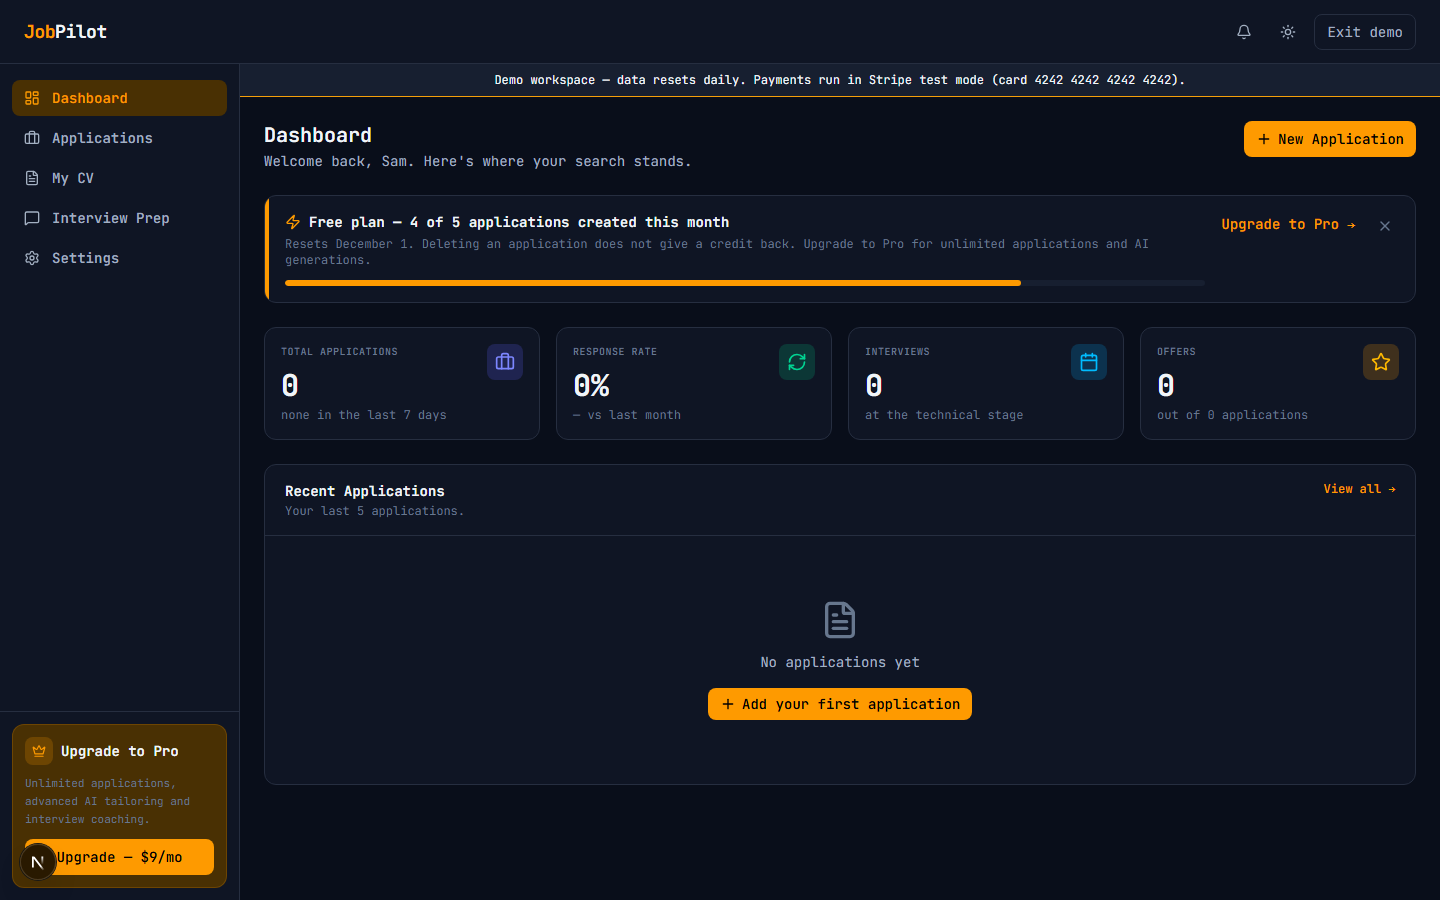 JobPilot
Exit demo
Dashboard
Applications
My CV
Interview Prep
Settings
Demo workspace — data resets daily. Payments run in Stripe test mode (card 4242 4242 4242 4242).
Dashboard
Welcome back, Sam. Here's where your search stands.
+ New Application
Free plan — 4 of 5 applications created this month
Resets December 1. Deleting an application does not give a credit back. Upgrade to Pro for unlimited applications and AI
generations.
Upgrade to Pro →
TOTAL APPLICATIONS
0
none in the last 7 days
RESPONSE RATE
0%
— vs last month
INTERVIEWS
0
at the technical stage
OFFERS
0
out of 0 applications
Recent Applications
Your last 5 applications.
View all →
No applications yet
+ Add your first application
Upgrade to Pro
Unlimited applications,
advanced AI tailoring and
interview coaching.
Upgrade — $9/mo
N